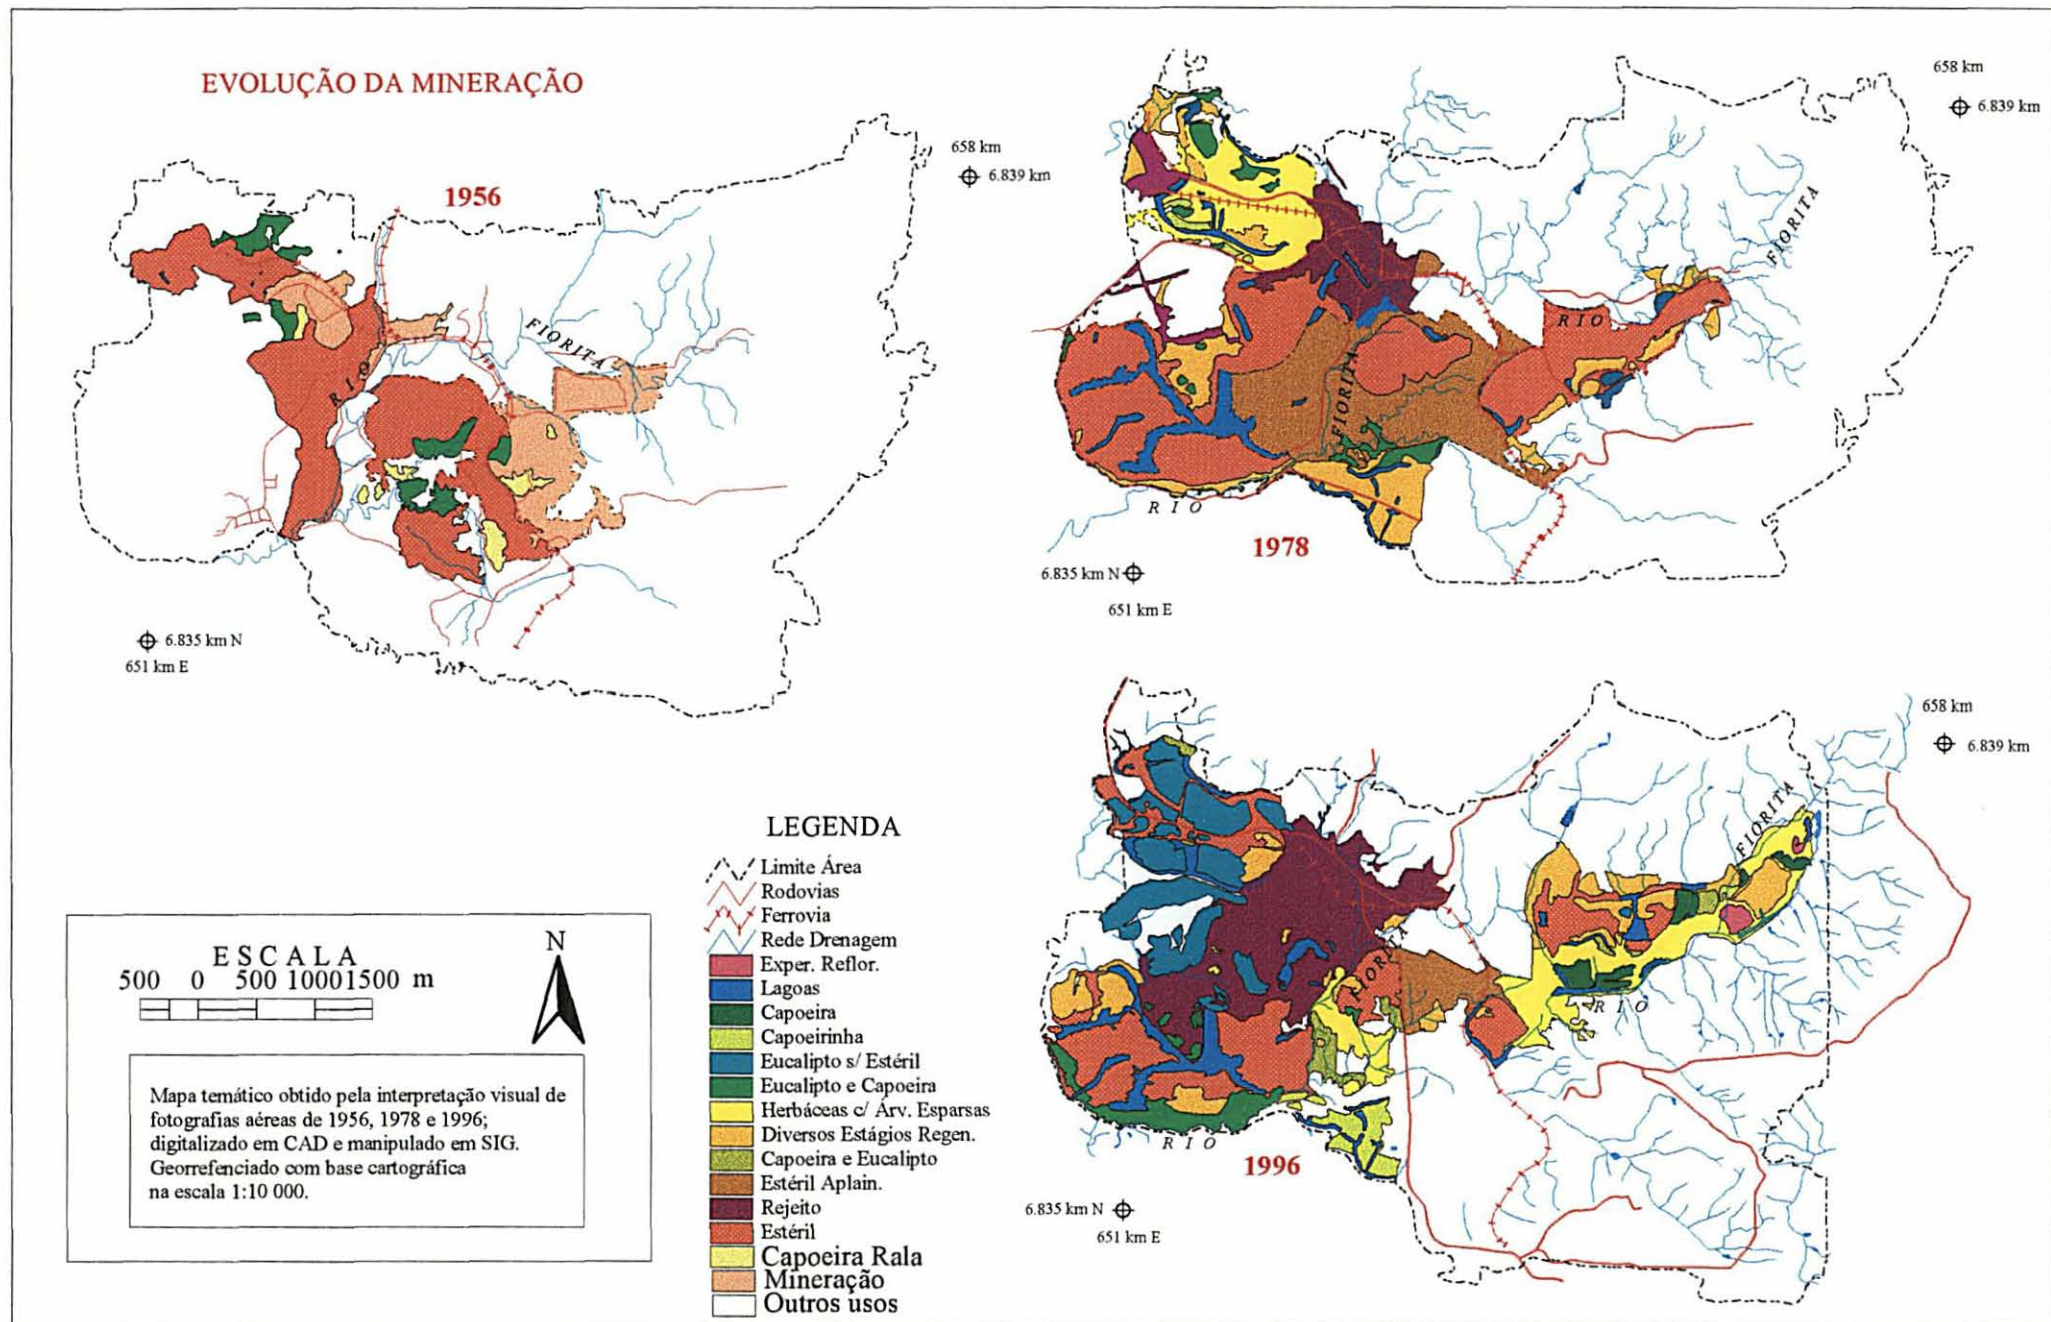 EVOLUÇÃO DA MINERAÇÃO
1956
658 km
6.839 km
FIORITA
RIO
6.835 km N
651 km E
658 km
6.839 km
FIORITA
RIO
FIORITA
RIO
1978
6.835 km N
651 km E
658 km
6.839 km
FIORITA
FIORITA
RIO
RIO
1996
6.835 km N
651 km E
LEGENDA
Limite Área
Rodovias
Ferrovia
Rede Drenagem
Exper. Reflor.
Lagoas
Capoeira
Capoeirinha
Eucalipto s/ Estéril
Eucalipto e Capoeira
Herbáceas c/ Árv. Esparsas
Diversos Estágios Regen.
Capoeira e Eucalipto
Estéril Aplain.
Rejeito
Estéril
Capoeira Rala
Mineração
Outros usos
ESCALA
500 0 500 1000 1500 m
N
Mapa temático obtido pela interpretação visual de
fotografias aéreas de 1956, 1978 e 1996;
digitalizado em CAD e manipulado em SIG.
Georrefenciado com base cartográfica
na escala 1:10 000.